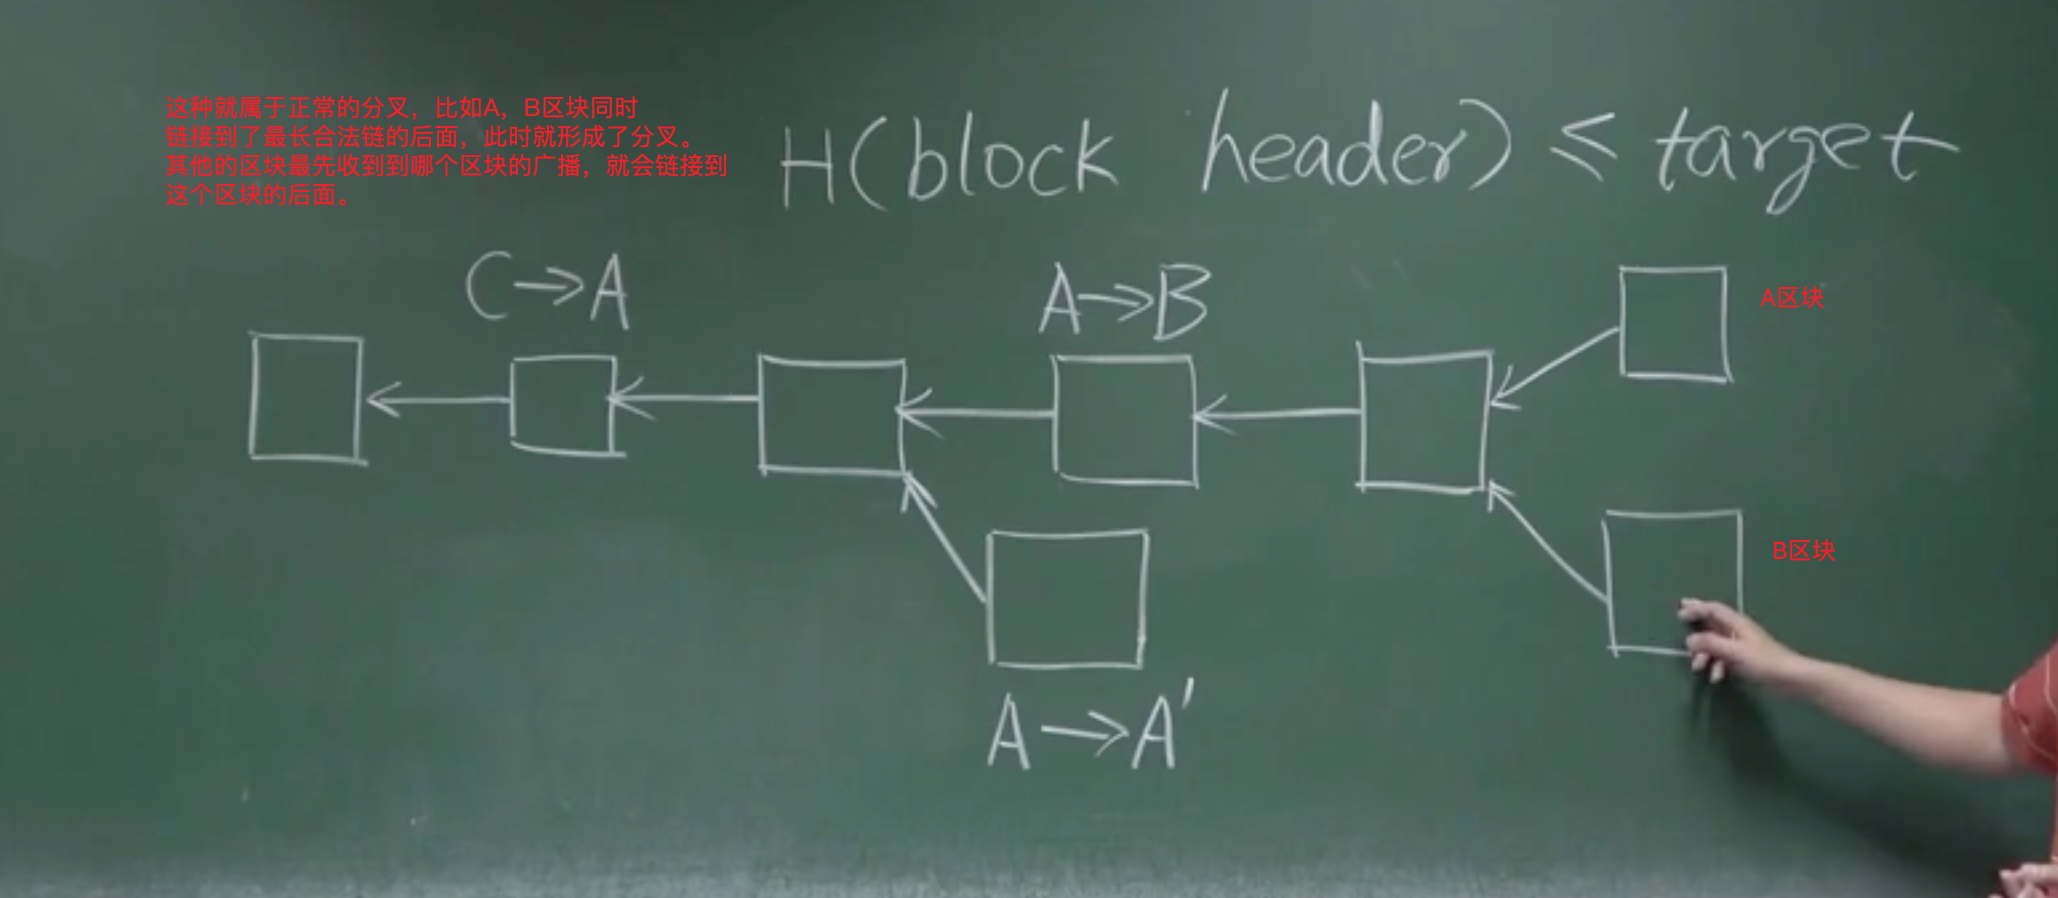 这种就属于正常的分叉，比如A，B区块同时
链接到了最长合法链的后面，此时就形成了分叉。
其他的区块最先收到到哪个区块的广播，就会链接到
这个区块的后面。
H(block header) ≤ target
C→A
A→B
A区块
B区块
A→A'